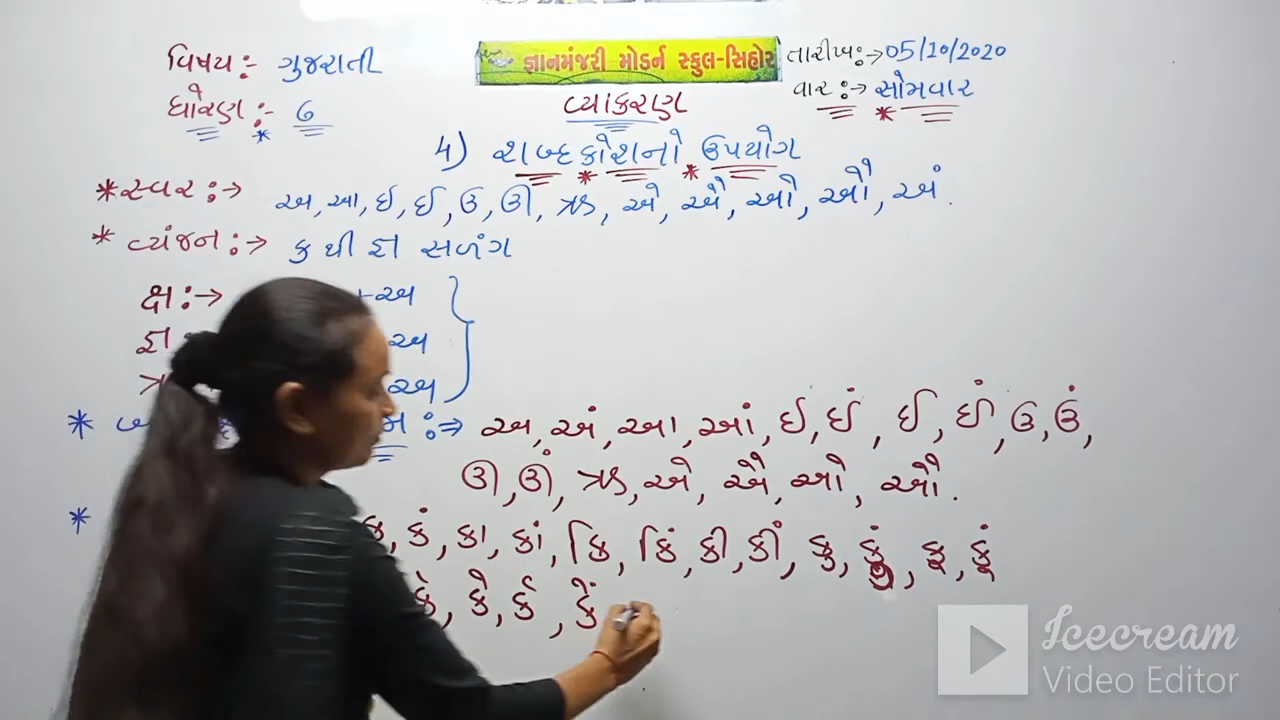 વિષય:- ગુજરાતી
ધોરણ:- ૭
જ્ઞાનમંજરી મોડર્ન સ્કુલ-સિહોર
તારીખ:→05/10/2020
વાર:→ સોમવાર
વ્યાકરણ
4) શબ્દકોશનો ઉપયોગ
*સ્વર:→ અ, આ, ઇ, ઈ, ઉ, ઊ, ઋ, એ, ઐ, ઓ, ઔ, અં.
* વ્યંજન:→ ક થી જ્ઞ સળંગ
ક્ષ:→ +અ
જ્ઞ: અ
ત્ર અ
* :⇒ અ, અં, આ, આં, ઇ, ઇં, ઈ, ઈં, ઉ, ઉં,
ઊ, ઊં, ઋ, એ, ઐ, ઓ, ઔ.
* ક, કં, કા, કાં, કિ, કિં, કી, કીં, કુ, કું, કૂ, કૂં
કે, કૅ, કેં
Icecream
Video Editor